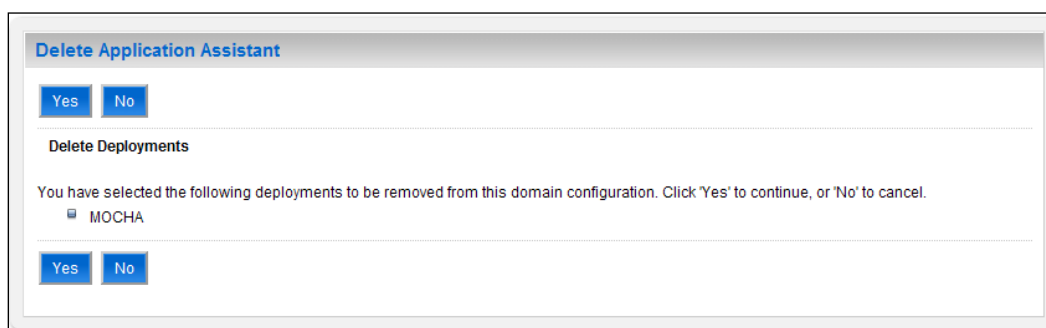 Delete Application Assistant
Yes No
Delete Deployments
You have selected the following deployments to be removed from this domain configuration. Click 'Yes' to continue, or 'No' to cancel.
MOCHA
Yes No